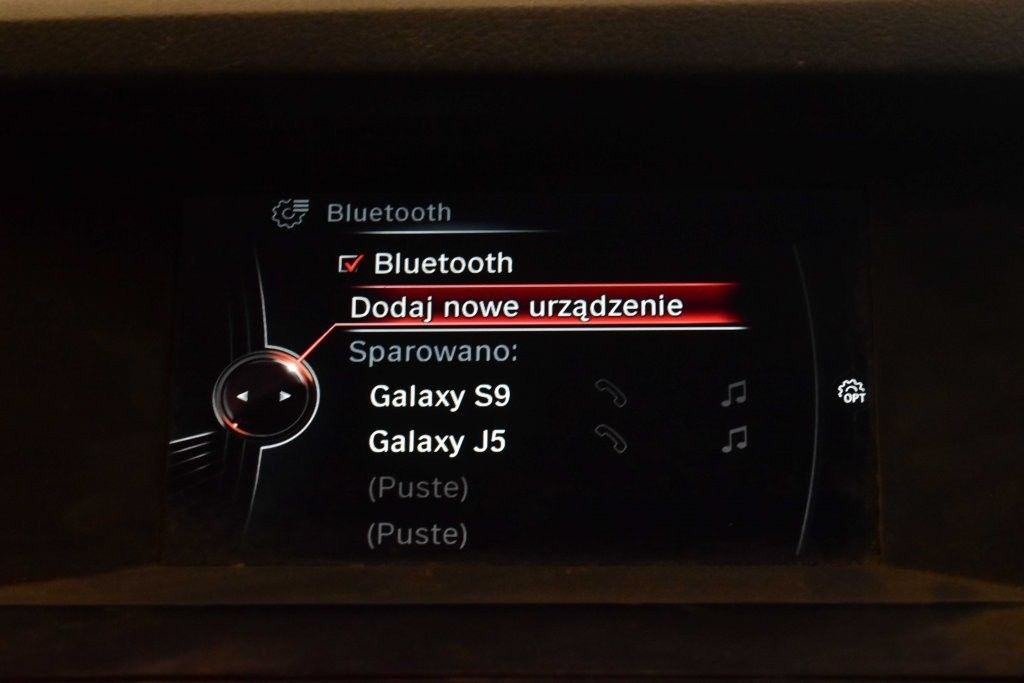 Bluetooth
Bluetooth
Dodaj nowe urządzenie
Sparowano:
Galaxy S9
Galaxy J5
OPT
(Puste)
(Puste)